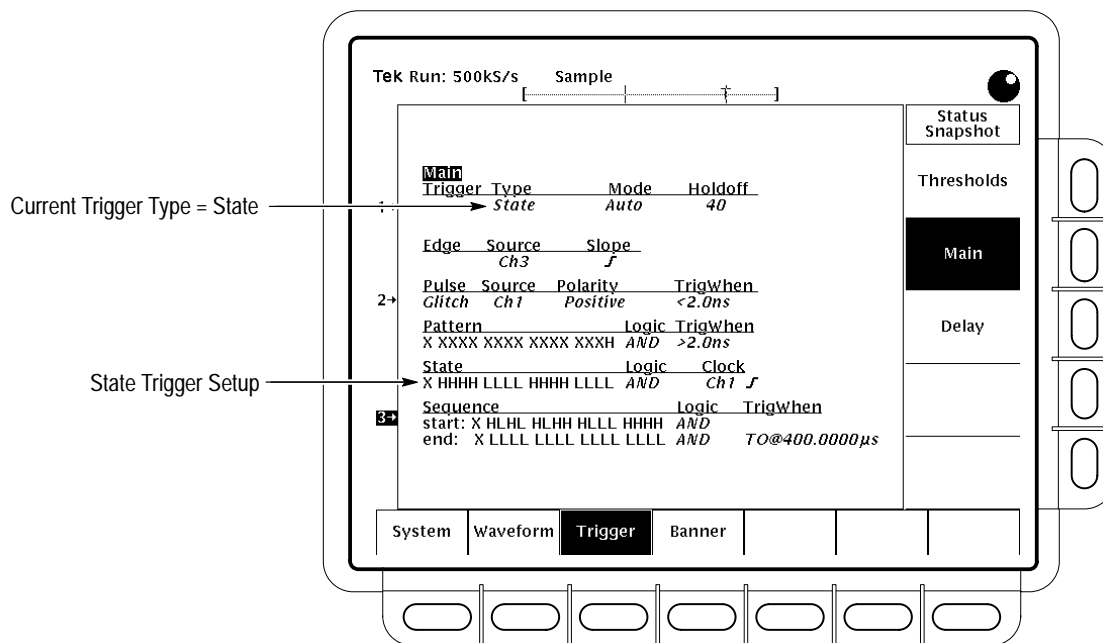 Tek Run: 500kS/s Sample
Status
Snapshot
Thresholds
Main
Delay
Main
Trigger Type Mode Holdoff
State Auto 40
Current Trigger Type = State
Edge Source Slope
Ch3
2→
Pulse Source Polarity TrigWhen
Glitch Ch1 Positive <2.0ns
Pattern Logic TrigWhen
X XXXX XXXX XXXX XXXH AND >2.0ns
State Logic Clock
X HHHH LLLL HHHH LLLL AND Ch1
State Trigger Setup
3→
Sequence Logic TrigWhen
start: X HLHL HLHH HLLL HHHH AND
end: X LLLL LLLL LLLL LLLL AND TO@400.0000µs
System Waveform Trigger Banner